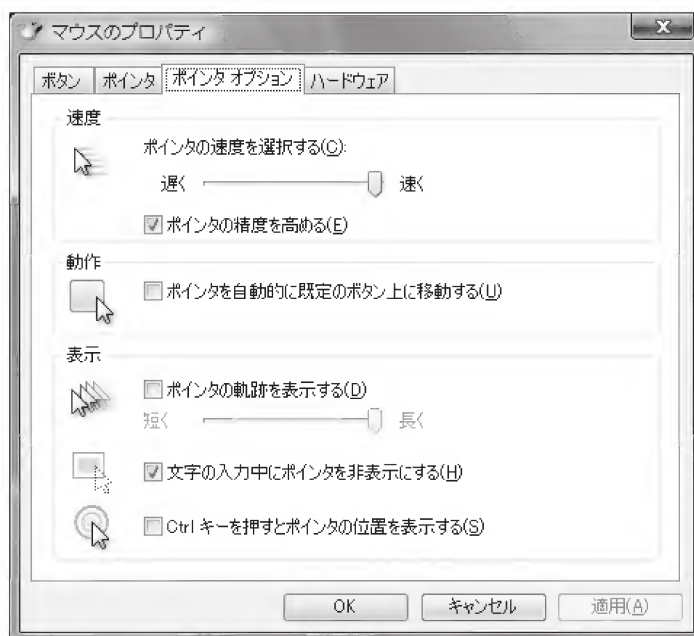 マウスのプロパティ
ボタン ポインタ ポインタ オプション ハードウェア
速度
ポインタの速度を選択する(C):
遅く 速く
ポインタの精度を高める(E)
動作
ポインタを自動的に既定のボタン上に移動する(U)
表示
ポインタの軌跡を表示する(D)
短く 長く
文字の入力中にポインタを非表示にする(H)
Ctrl キーを押すとポインタの位置を表示する(S)
OK キャンセル 適用(A)